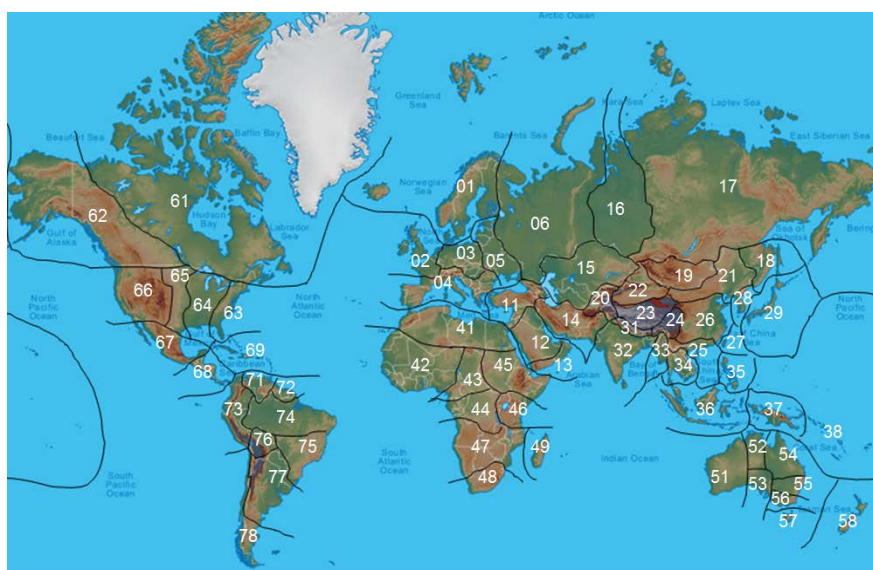 Arctic Ocean
Greenland
Sea
Kara Sea
Laptev Sea
Beaufort Sea
Baffin Bay
Barents Sea
East Siberian Sea
Norwegian
Sea
01
17
61
16
62
Hudson
Bay
06
Labrador
Sea
Gulf of
Alaska
Sea of
Okhotsk
Bering
02
03
05
15
18
65
19
21
66
04
22
64
63
11
20
23
24
26
28
29
North
Pacific
Ocean
North
Atlantic
Ocean
North
Pacific
Ocean
14
31
41
67
12
32
33
25
27
69
68
42
43
45
13
Arabian
Sea
Bay of
Bengal
34
35
71
72
73
74
44
46
36
37
38
76
75
47
49
South
Atlantic
Ocean
Indian Ocean
52
54
Coral Sea
South
Pacific
Ocean
77
48
51
53
55
56
57
Tasman Sea
58
78